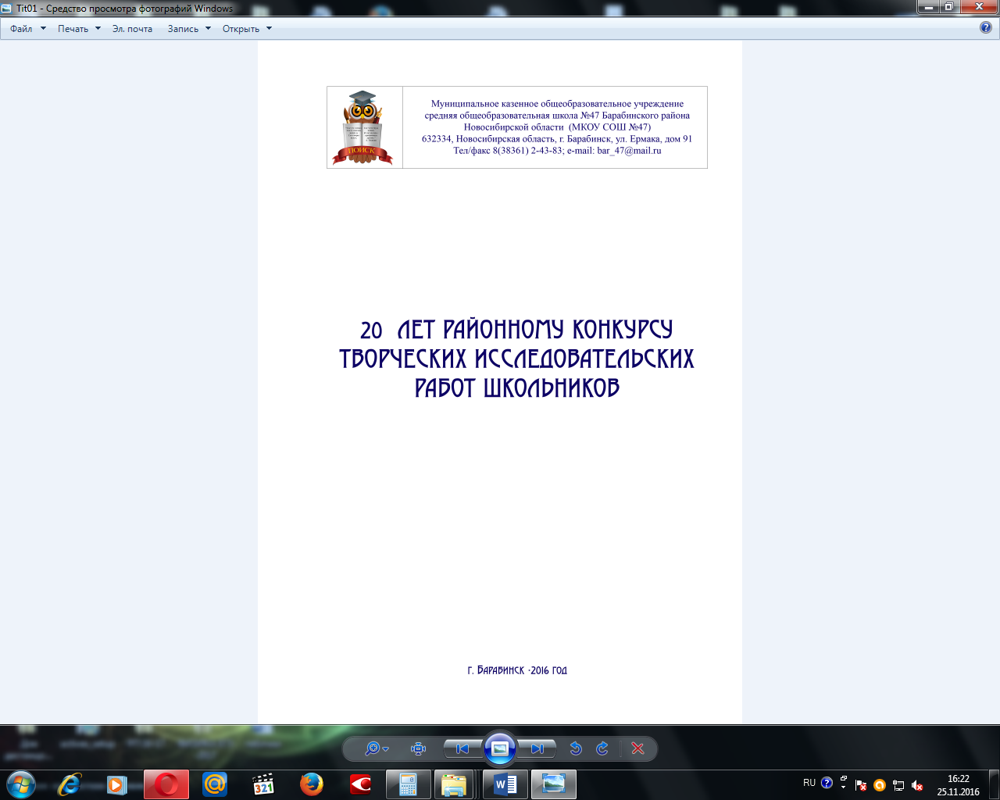 Tit01 - Средство просмотра фотографий Windows
Файл Печать Эл. почта Запись Открыть
Муниципальное казенное общеобразовательное учреждение
средняя общеобразовательная школа №47 Барабинского района
Новосибирской области (МКОУ СОШ №47)
632334, Новосибирская область, г. Барабинск, ул. Ермака, дом 91
Тел/факс 8(38361) 2-43-83; e-mail: bar_47@mail.ru
ПОИСК
20 ЛЕТ РАЙОННОМУ КОНКУРСУ
ТВОРЧЕСКИХ ИССЛЕДОВАТЕЛЬСКИХ
РАБОТ ШКОЛЬНИКОВ
г. Барабинск -2016 год
321
RU
16:22
25.11.2016